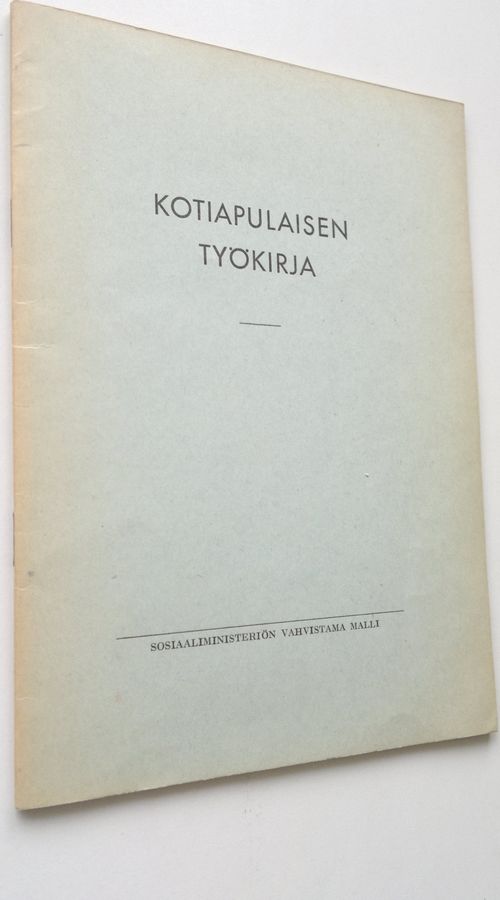 KOTIAPULAISEN
TYÖKIRJA
SOSIAALIMINISTERIÖN VAHVISTAMA MALLI